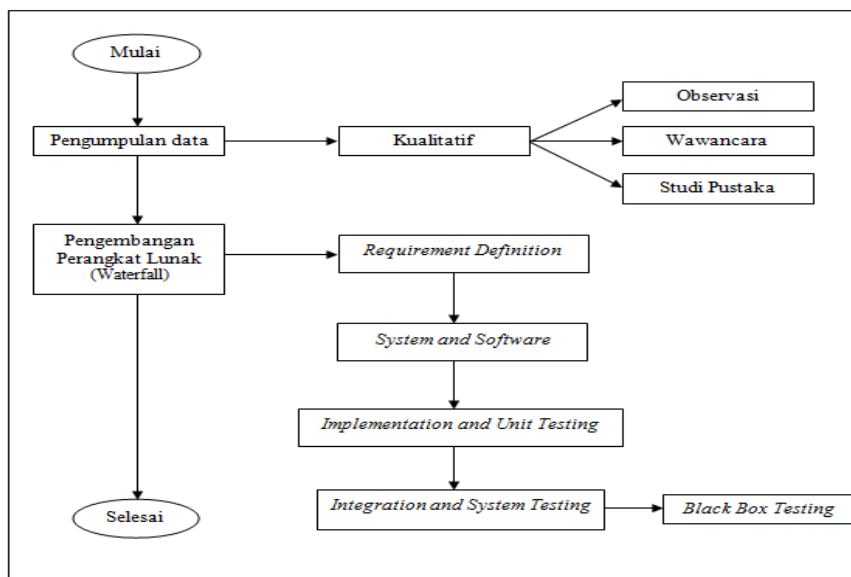 Mulai
Pengumpulan data
Kualitatif
Observasi
Wawancara
Studi Pustaka
Pengembangan
Perangkat Lunak
(Waterfall)
Requirement Definition
System and Software
Implementation and Unit Testing
Integration and System Testing
Black Box Testing
Selesai